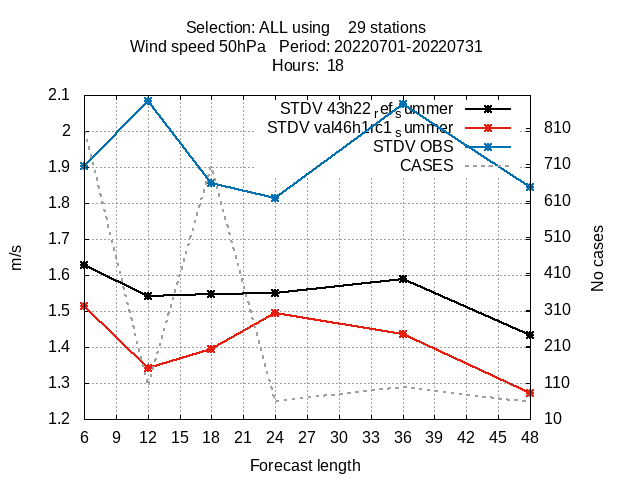 Selection: ALL using 29 stations
Wind speed 50hPa Period: 20220701-20220731
Hours: 18
STDV 43h22_ref_summer
STDV val46h1rc1_summer
STDV OBS
CASES
2.1
2
1.9
1.8
1.7
1.6
1.5
1.4
1.3
1.2
m/s
810
710
610
510
410
310
210
110
10
No cases
6 9 12 15 18 21 24 27 30 33 36 39 42 45 48
Forecast length